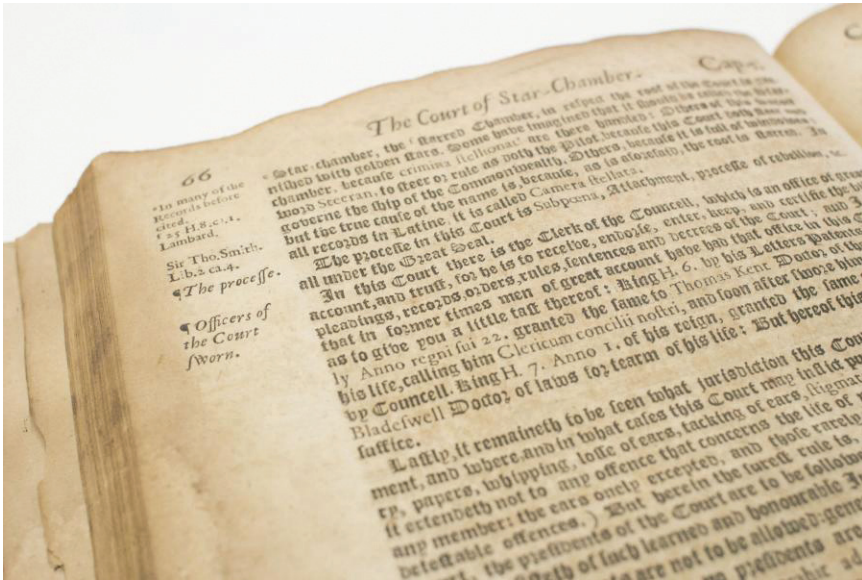 The Court of Star-Chamber.
Cap.
66
Star-chamber, the Starred Chamber, in respect the roof of the Court is gar-
nished with golden stars. Some have imagined that it should be called the Star-
chamber, because crimina stellionat' are there handled: Others of this Saxon
word Steeran, to steer or rule as doth the Pilot, because this Court doth steer and
governe the ship of the Commonwealth. Others because it is full of windowes,
but the true cause of the name is, because, as is aforesaid, the roof is starred. In
all records in Latine it is called Camera stellata.
The processe in this Court is Subpœna, Attachment, processe of rebellion, &c.
all under the Great Seal.
In this Court there is the Clerk of the Councell, which is an office of great
account, and trust, for he is to receive, endorse, enter, keep, and certifie the
pleadings, records, orders, rules, sentences and decrees of the Court; and
that in former times men of great account have had that office in this
as to give you a little tast thereof: King H. 6. by his Letters Patents
ly Anno regni sui 22. granted the same to Thomas Kent Doctor of the
his life, calling him Clericum concilii nostri, and soon after swore him
by Councell. King H. 7. Anno 1. of his reign, granted the same
Bladeswell Doctor of laws for tearm of his life: But hereof this
suffice.
Lastly, it remaineth to be seen what jurisdiction this Cou
ment, and where, and in what cases this Court may inflict
ry, papers, whipping, losse of ears, tacking of ears, stigmat
it extendeth not to any offence that concerns the life of
any member: the ears onely excepted, and those rarely
detestable offences.) But herein the surest rule is,
the presidents of the Court are to be followe
of such learned and honourable
are not to be allowed: gene
presidents are
In many of the
Records before
cited.
25 H.8.c.1.
Lambard.
Sir Tho.Smith.
Lib.2 ca.4.
¶The processe.
¶Officers of
the Court
sworn.